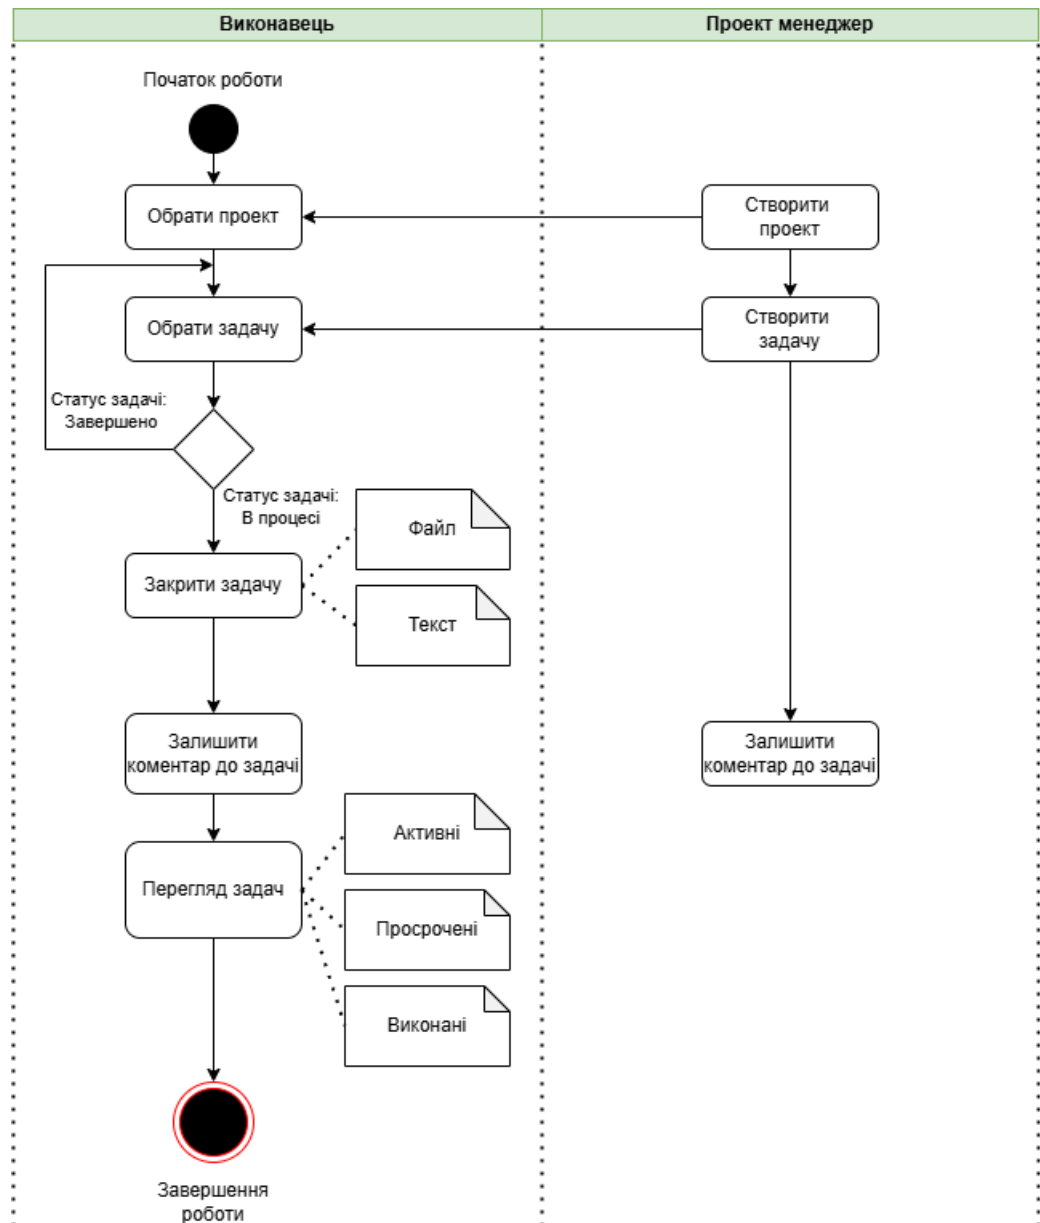 Виконавець
Проект менеджер
Початок роботи
Обрати проект
Створити
проект
Обрати задачу
Створити
задачу
Статус задачі:
Завершено
Статус задачі:
В процесі
Файл
Закрити задачу
Текст
Залишити
коментар до задачі
Залишити
коментар до задачі
Активні
Перегляд задач
Просрочені
Виконані
Завершення
роботи